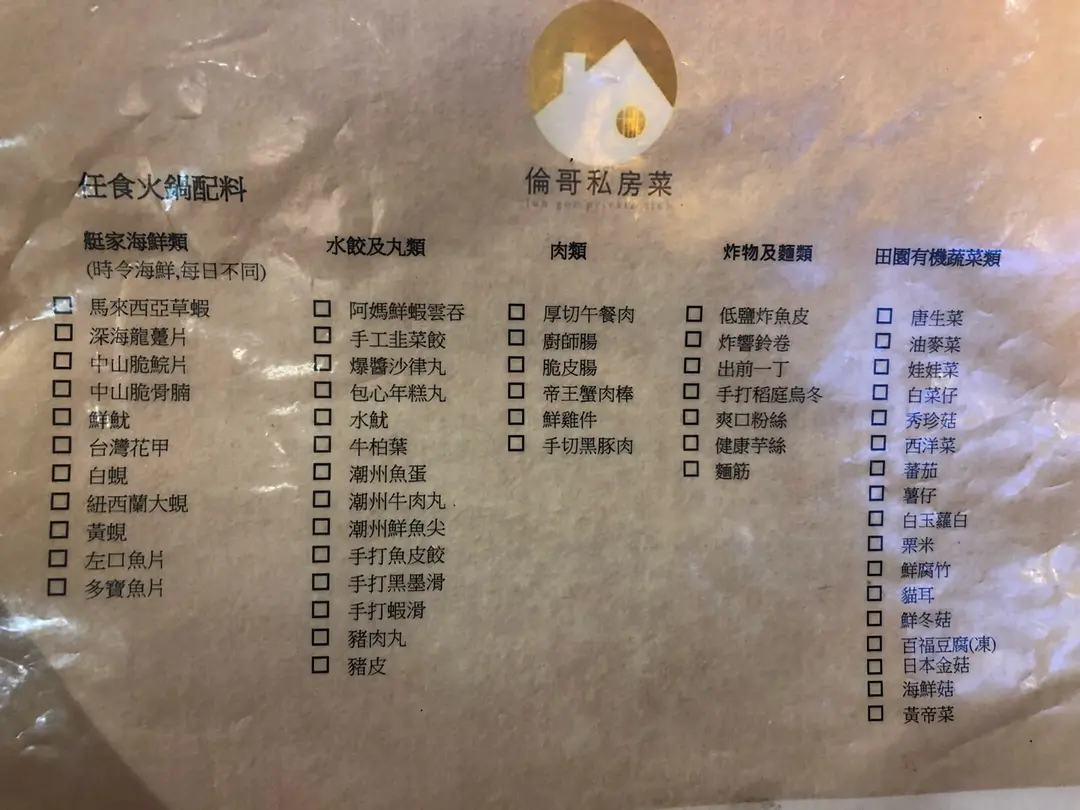 倫哥私房菜
任食火鍋配料
艇家海鮮類
(時令海鮮,每日不同)
馬來西亞草蝦
深海龍躉片
中山脆鯇片
中山脆骨腩
鮮魷
台灣花甲
白蜆
紐西蘭大蜆
黃蜆
左口魚片
多寶魚片
水餃及丸類
阿媽鮮蝦雲吞
手工韭菜餃
爆醬沙律丸
包心年糕丸
水魷
牛柏葉
潮州魚蛋
潮州牛肉丸
潮州鮮魚尖
手打魚皮餃
手打黑墨滑
手打蝦滑
豬肉丸
豬皮
肉類
厚切午餐肉
廚師腸
脆皮腸
帝王蟹肉棒
鮮雞件
手切黑豚肉
炸物及麵類
低鹽炸魚皮
炸響鈴卷
出前一丁
手打稻庭烏冬
爽口粉絲
健康芋絲
麵筋
田園有機蔬菜類
唐生菜
油麥菜
娃娃菜
白菜仔
秀珍菇
西洋菜
蕃茄
薯仔
白玉蘿白
粟米
鮮腐竹
貓耳
鮮冬菇
百福豆腐(凍)
日本金菇
海鮮菇
黃帝菜